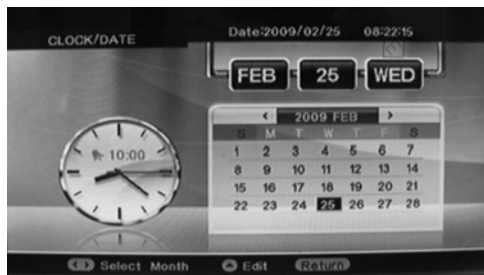 CLOCK/DATE
Date:2009/02/25 08:22:15
FEB 25 WED
< 2009 FEB >
S M T W T F S
1 2 3 4 5 6 7
8 9 10 11 12 13 14
15 16 17 18 19 20 21
22 23 24 25 26 27 28
10:00
Select Month Edit Return